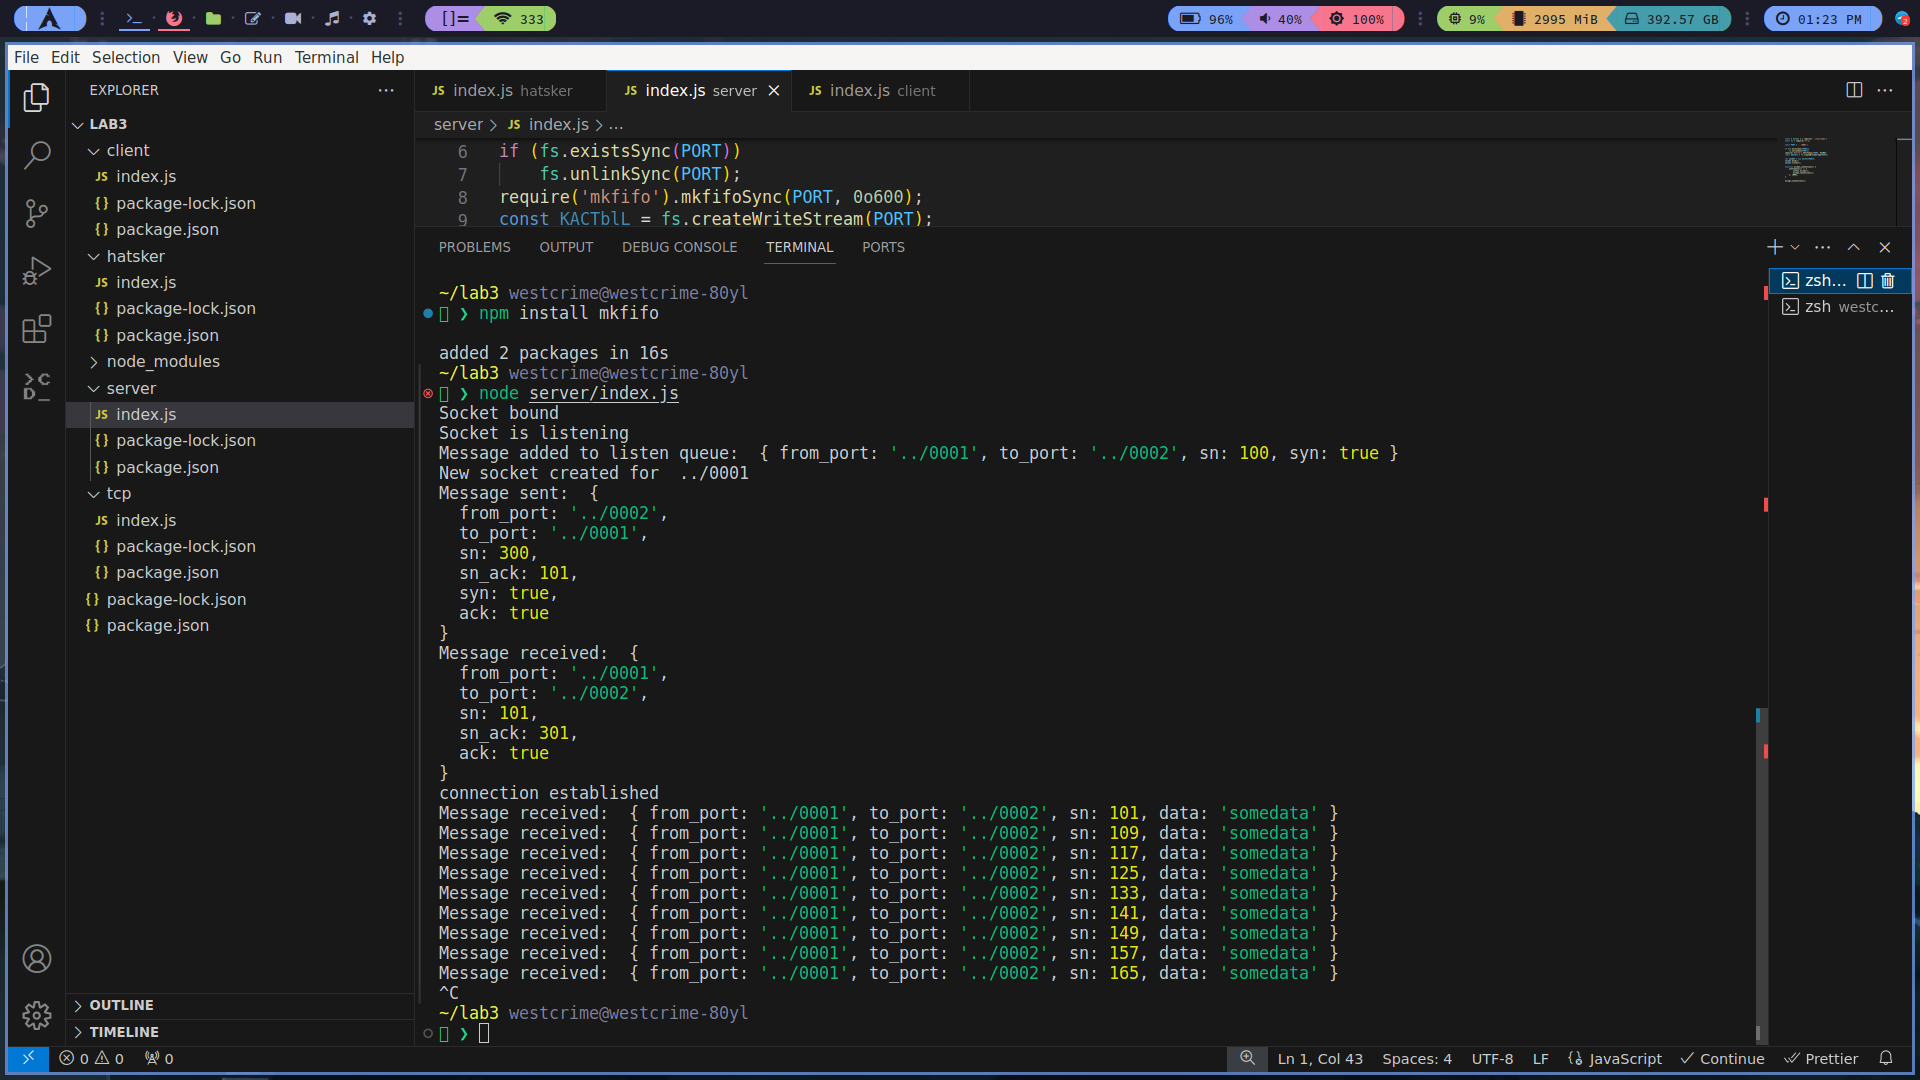 []= 333 96% 40% 100% 9% 2995 MiB 392.57 GB 01:23 PM 2
File Edit Selection View Go Run Terminal Help
EXPLORER
LAB3
client
JS index.js
{} package-lock.json
{} package.json
hatsker
JS index.js
{} package-lock.json
{} package.json
node_modules
server
JS index.js
{} package-lock.json
{} package.json
tcp
JS index.js
{} package-lock.json
{} package.json
{} package-lock.json
{} package.json
OUTLINE
TIMELINE
JS index.js hatsker JS index.js server JS index.js client
server > JS index.js > ...
6 if (fs.existsSync(PORT))
7 fs.unlinkSync(PORT);
8 require('mkfifo').mkfifoSync(PORT, 0o600);
9 const KACTblL = fs.createWriteStream(PORT);
PROBLEMS OUTPUT DEBUG CONSOLE TERMINAL PORTS
zsh...
zsh westc...
~/lab3 westcrime@westcrime-80yl
❯ npm install mkfifo
added 2 packages in 16s
~/lab3 westcrime@westcrime-80yl
❯ node server/index.js
Socket bound
Socket is listening
Message added to listen queue:  { from_port: '../0001', to_port: '../0002', sn: 100, syn: true }
New socket created for  ../0001
Message sent:  {
from_port: '../0002',
to_port: '../0001',
sn: 300,
sn_ack: 101,
syn: true,
ack: true
}
Message received:  {
from_port: '../0001',
to_port: '../0002',
sn: 101,
sn_ack: 301,
ack: true
}
connection established
Message received:  { from_port: '../0001', to_port: '../0002', sn: 101, data: 'somedata' }
Message received:  { from_port: '../0001', to_port: '../0002', sn: 109, data: 'somedata' }
Message received:  { from_port: '../0001', to_port: '../0002', sn: 117, data: 'somedata' }
Message received:  { from_port: '../0001', to_port: '../0002', sn: 125, data: 'somedata' }
Message received:  { from_port: '../0001', to_port: '../0002', sn: 133, data: 'somedata' }
Message received:  { from_port: '../0001', to_port: '../0002', sn: 141, data: 'somedata' }
Message received:  { from_port: '../0001', to_port: '../0002', sn: 149, data: 'somedata' }
Message received:  { from_port: '../0001', to_port: '../0002', sn: 157, data: 'somedata' }
Message received:  { from_port: '../0001', to_port: '../0002', sn: 165, data: 'somedata' }
^C
~/lab3 westcrime@westcrime-80yl
❯
0 0 0 Ln 1, Col 43 Spaces: 4 UTF-8 LF JavaScript Continue Prettier